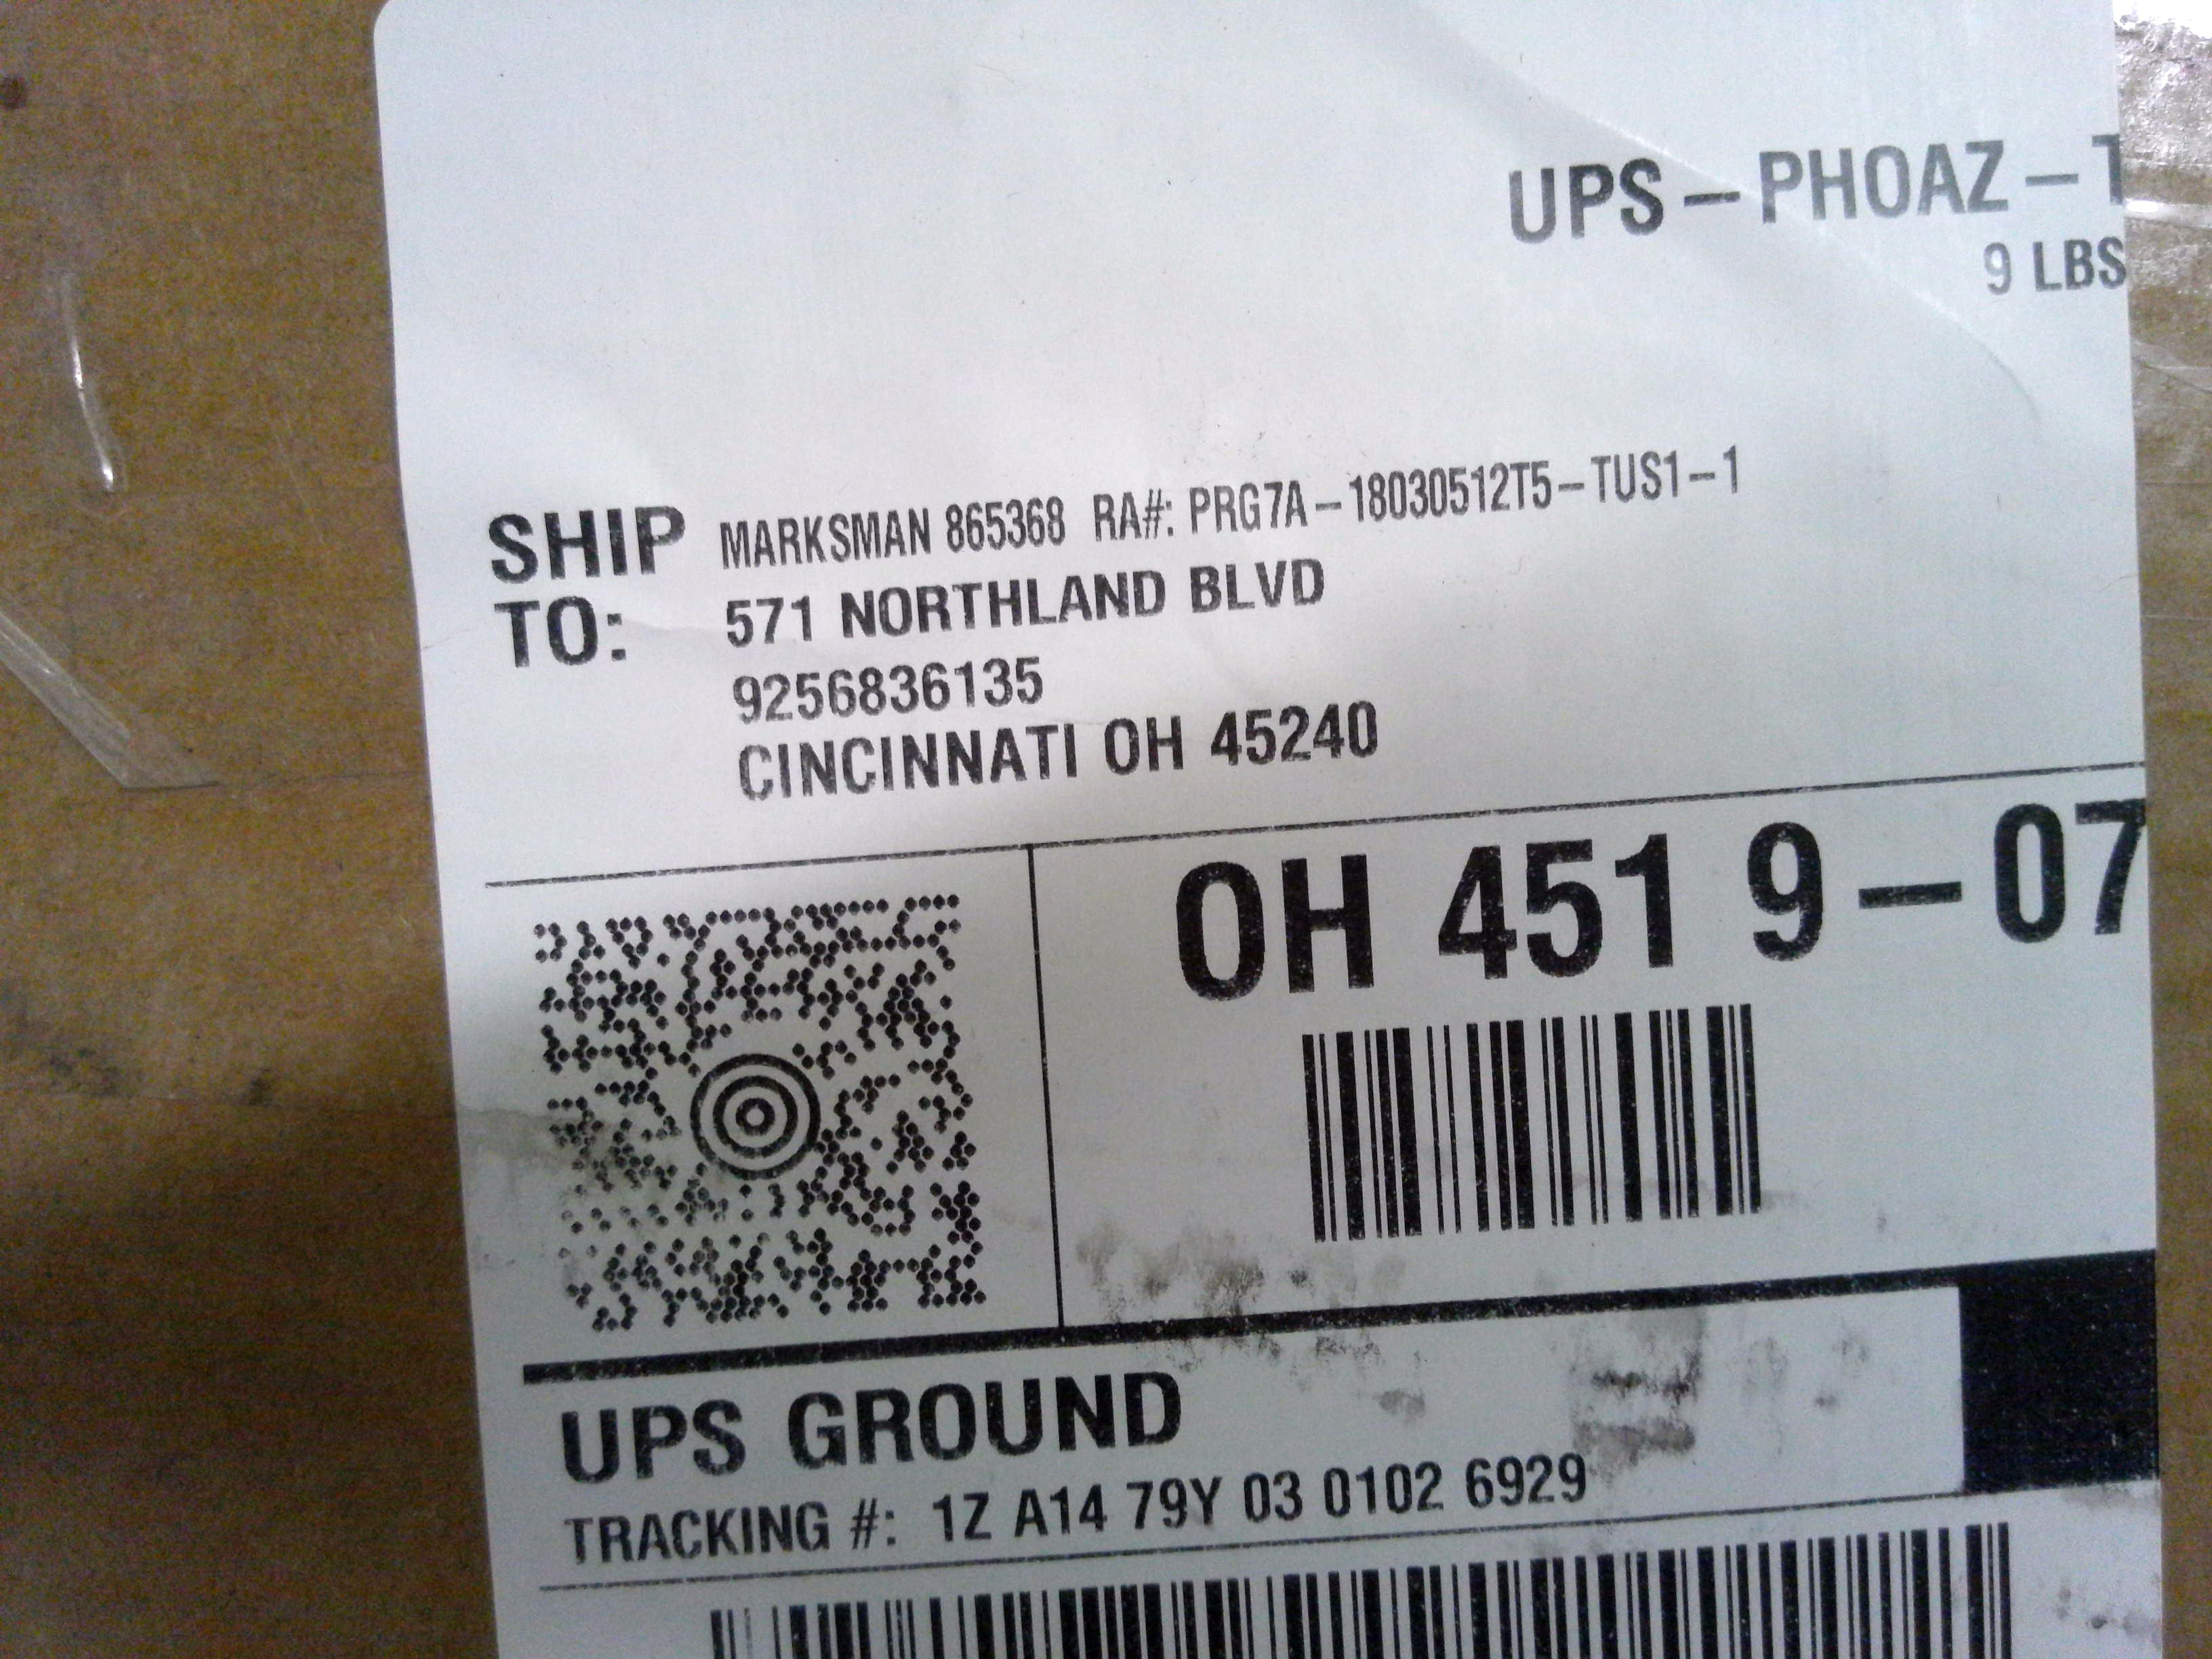 UPS - PHOAZ - T
9 LBS
SHIP TO:
MARKSMAN 865368 RA#: PRG7A-18030512T5-TUS1-1
571 NORTHLAND BLVD
9256836135
CINCINNATI OH 45240
OH 451 9-07
UPS GROUND
TRACKING #: 1Z A14 79Y 03 0102 6929